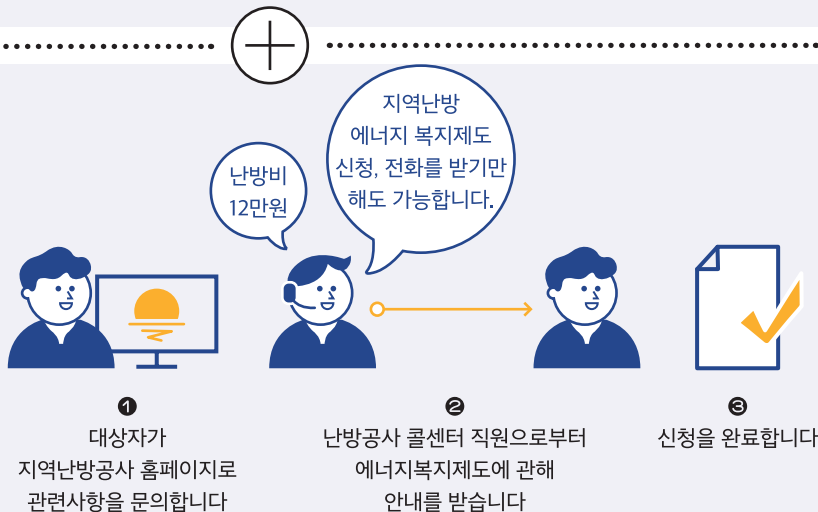 난방비
12만원
지역난방
에너지 복지제도
신청, 전화를 받기만
해도 가능합니다.
❶
대상자가
지역난방공사 홈페이지로
관련사항을 문의합니다
❷
난방공사 콜센터 직원으로부터
에너지복지제도에 관해
안내를 받습니다
❸
신청을 완료합니다